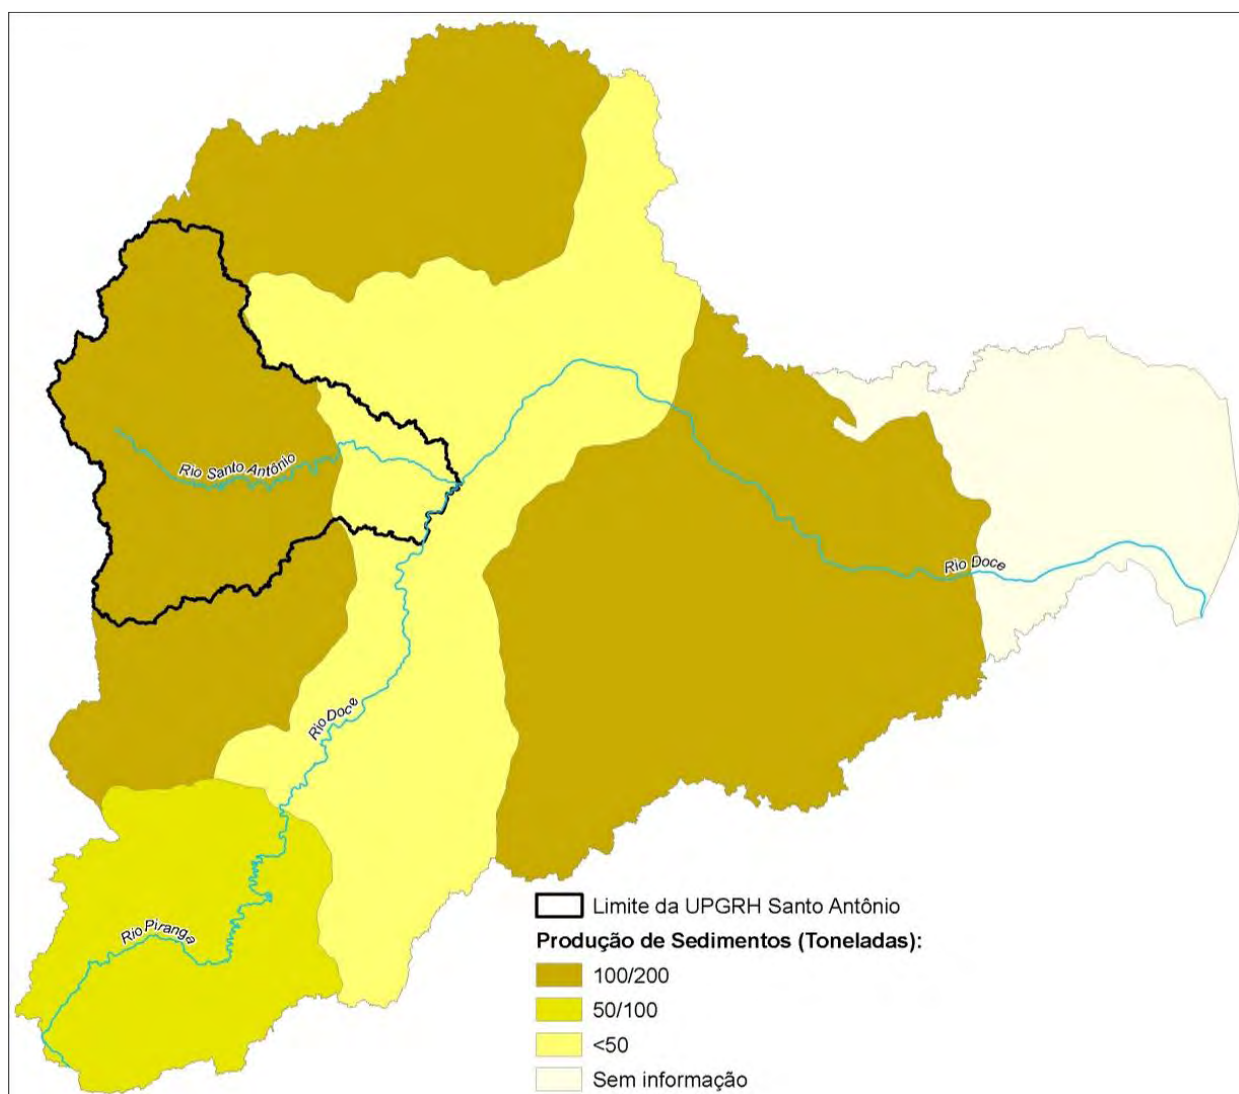 Rio Santo Antônio
Rio Doce
Rio Doce
Rio Piranga
Limite da UPGRH Santo Antônio
Produção de Sedimentos (Toneladas):
100/200
50/100
<50
Sem informação